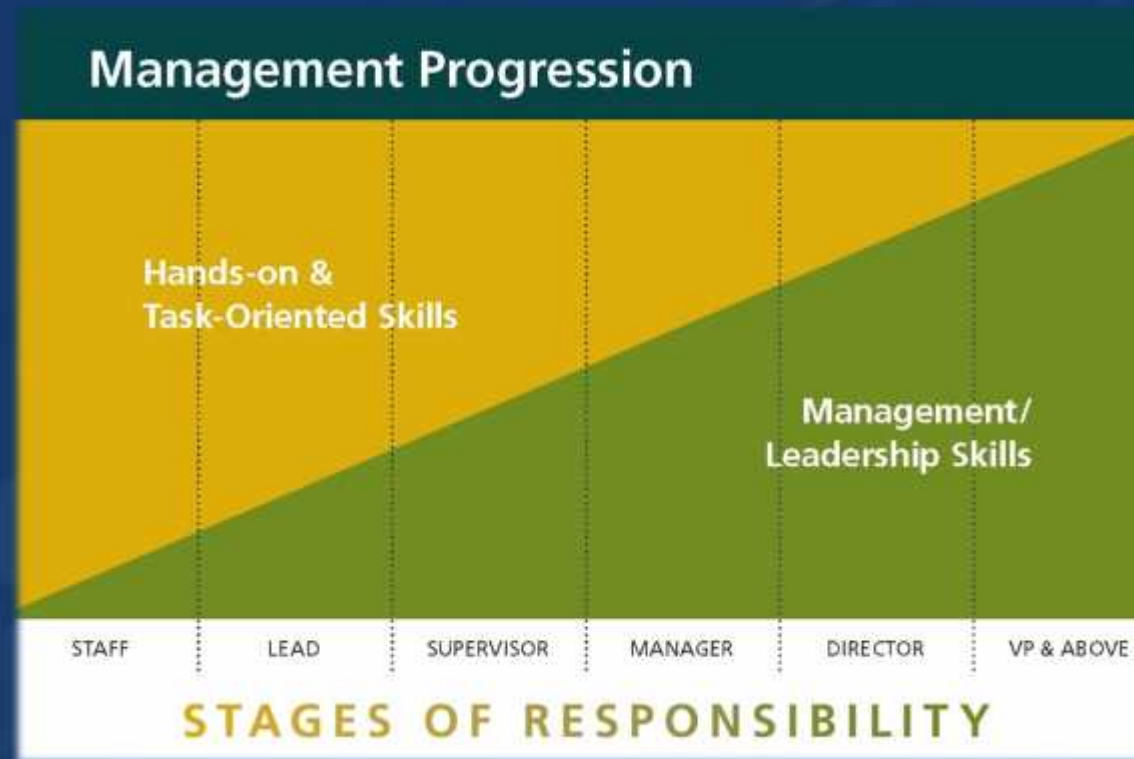 Management Progression
Hands-on &
Task-Oriented Skills
Management/
Leadership Skills
STAFF LEAD SUPERVISOR MANAGER DIRECTOR VP & ABOVE
STAGES OF RESPONSIBILITY